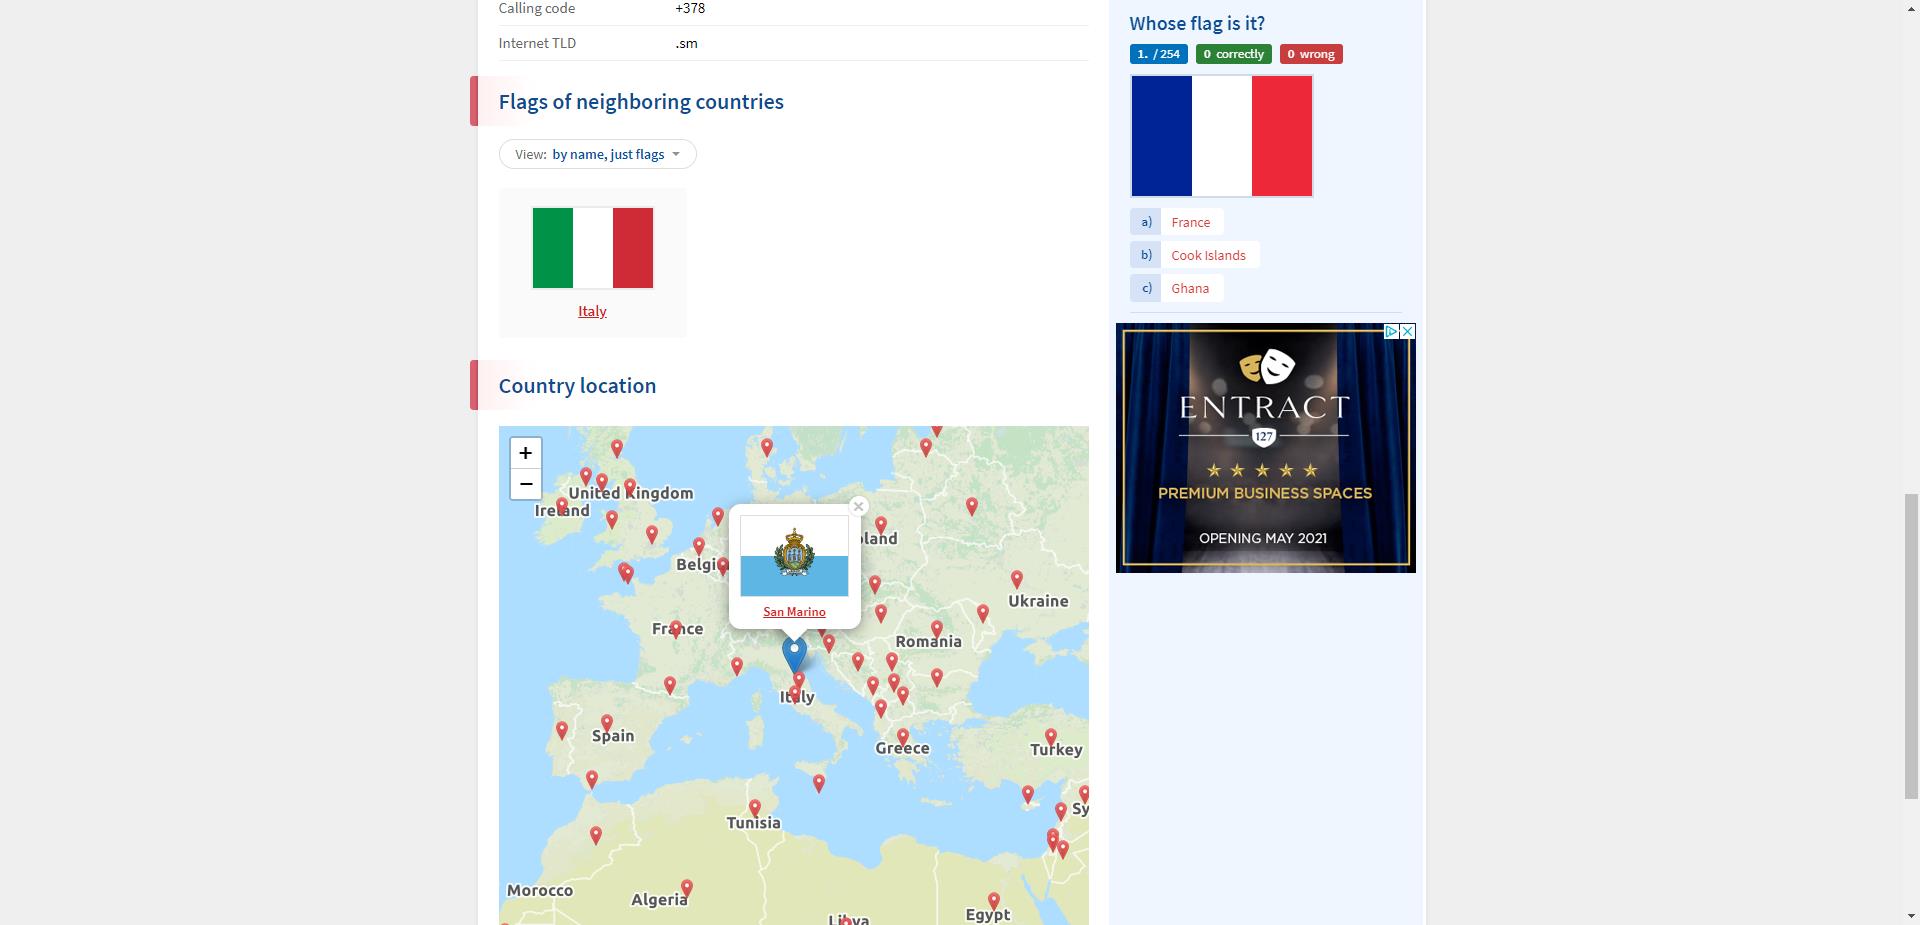 Calling code +378
Internet TLD .sm
Flags of neighboring countries
View: by name, just flags
Italy
Country location
+
−
United Kingdom
Ireland
Poland
Belgium
Ukraine
San Marino
France
Romania
Italy
Spain
Greece
Turkey
Sy
Tunisia
Morocco
Algeria
Libya
Egypt
Whose flag is it?
1. / 254 0 correctly 0 wrong
a) France
b) Cook Islands
c) Ghana
ENTRACT
127
PREMIUM BUSINESS SPACES
OPENING MAY 2021